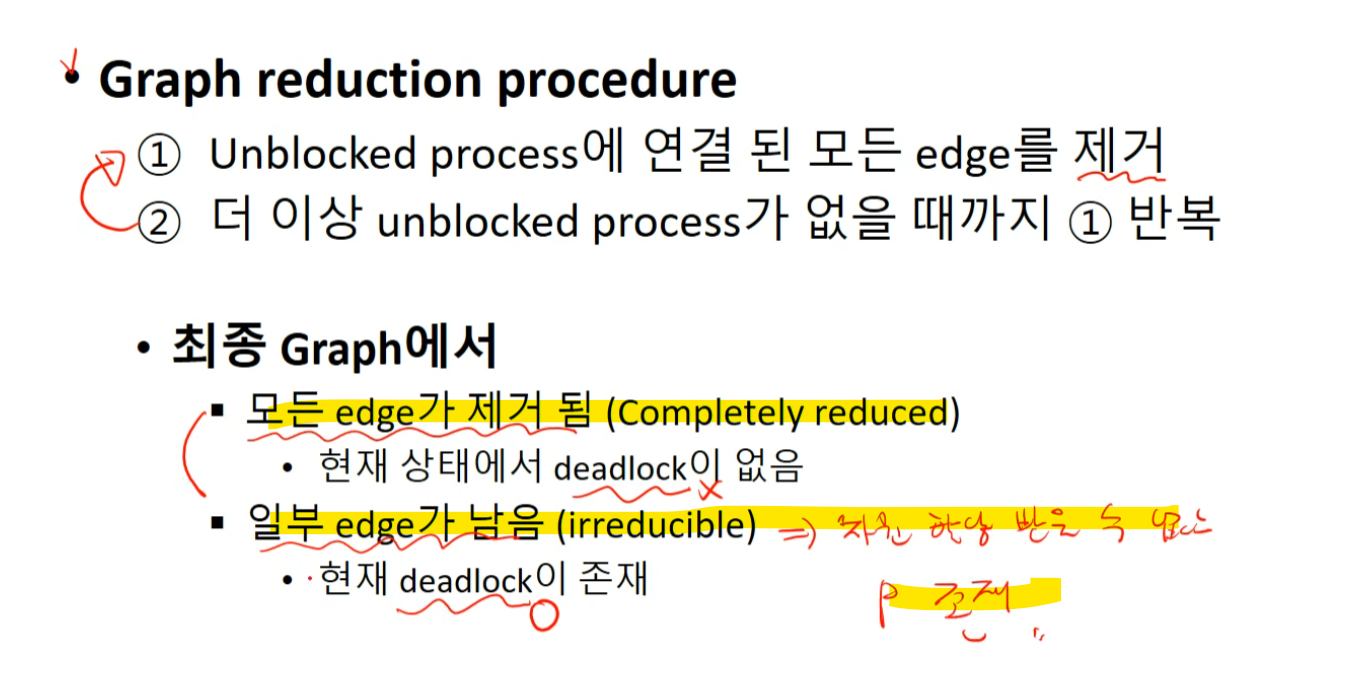 • Graph reduction procedure
① Unblocked process에 연결 된 모든 edge를 제거
② 더 이상 unblocked process가 없을 때까지 ① 반복
• 최종 Graph에서
▪ 모든 edge가 제거 됨 (Completely reduced)
• 현재 상태에서 deadlock이 없음
▪ 일부 edge가 남음 (irreducible) => 자원 할당 받을 수 없는
• 현재 deadlock이 존재
P 존재